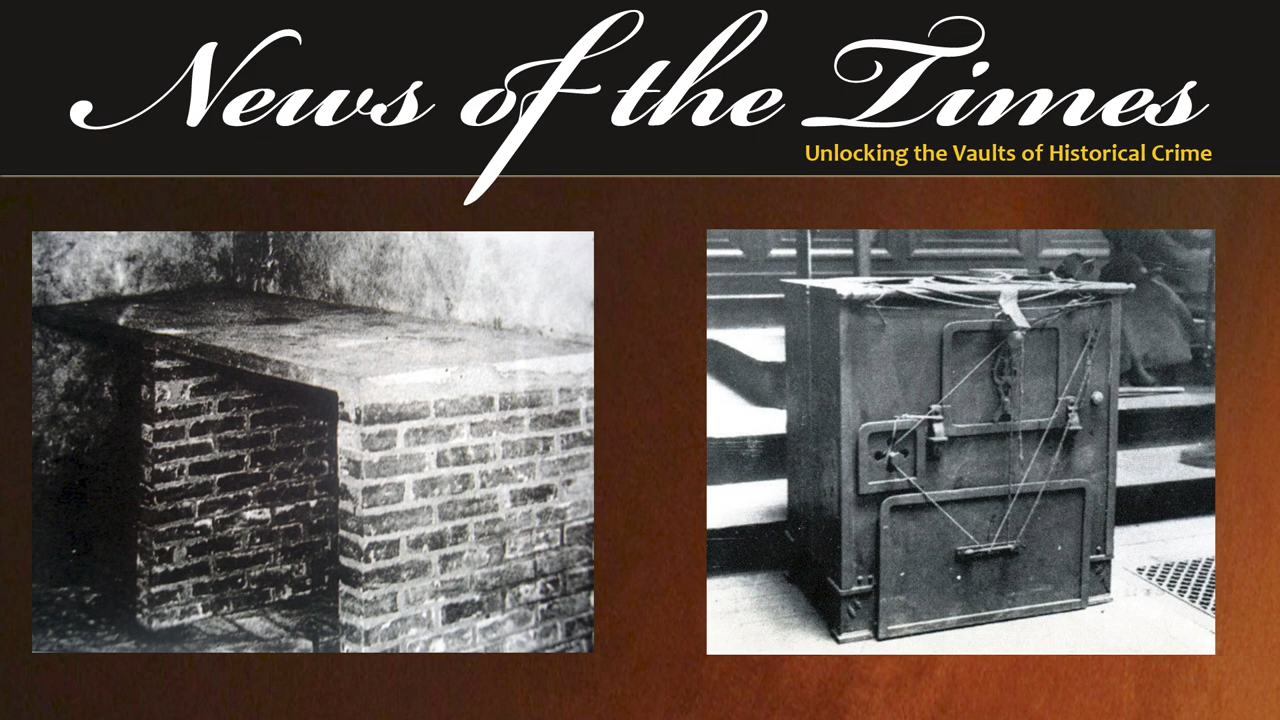 News of the Times
Unlocking the Vaults of Historical Crime